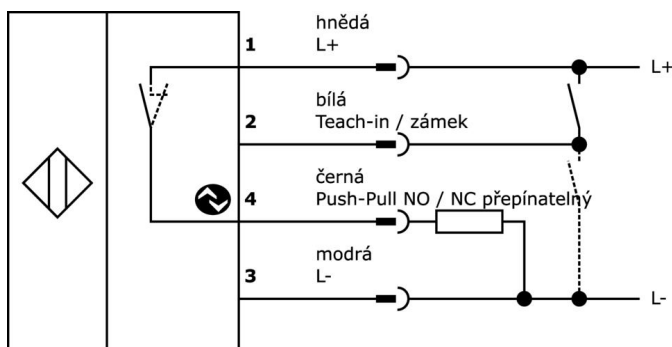 hnědá
1 L+
L+
bílá
2 Teach-in / zámek
černá
4 Push-Pull NO / NC přepínatelný
modrá
3 L-
L-